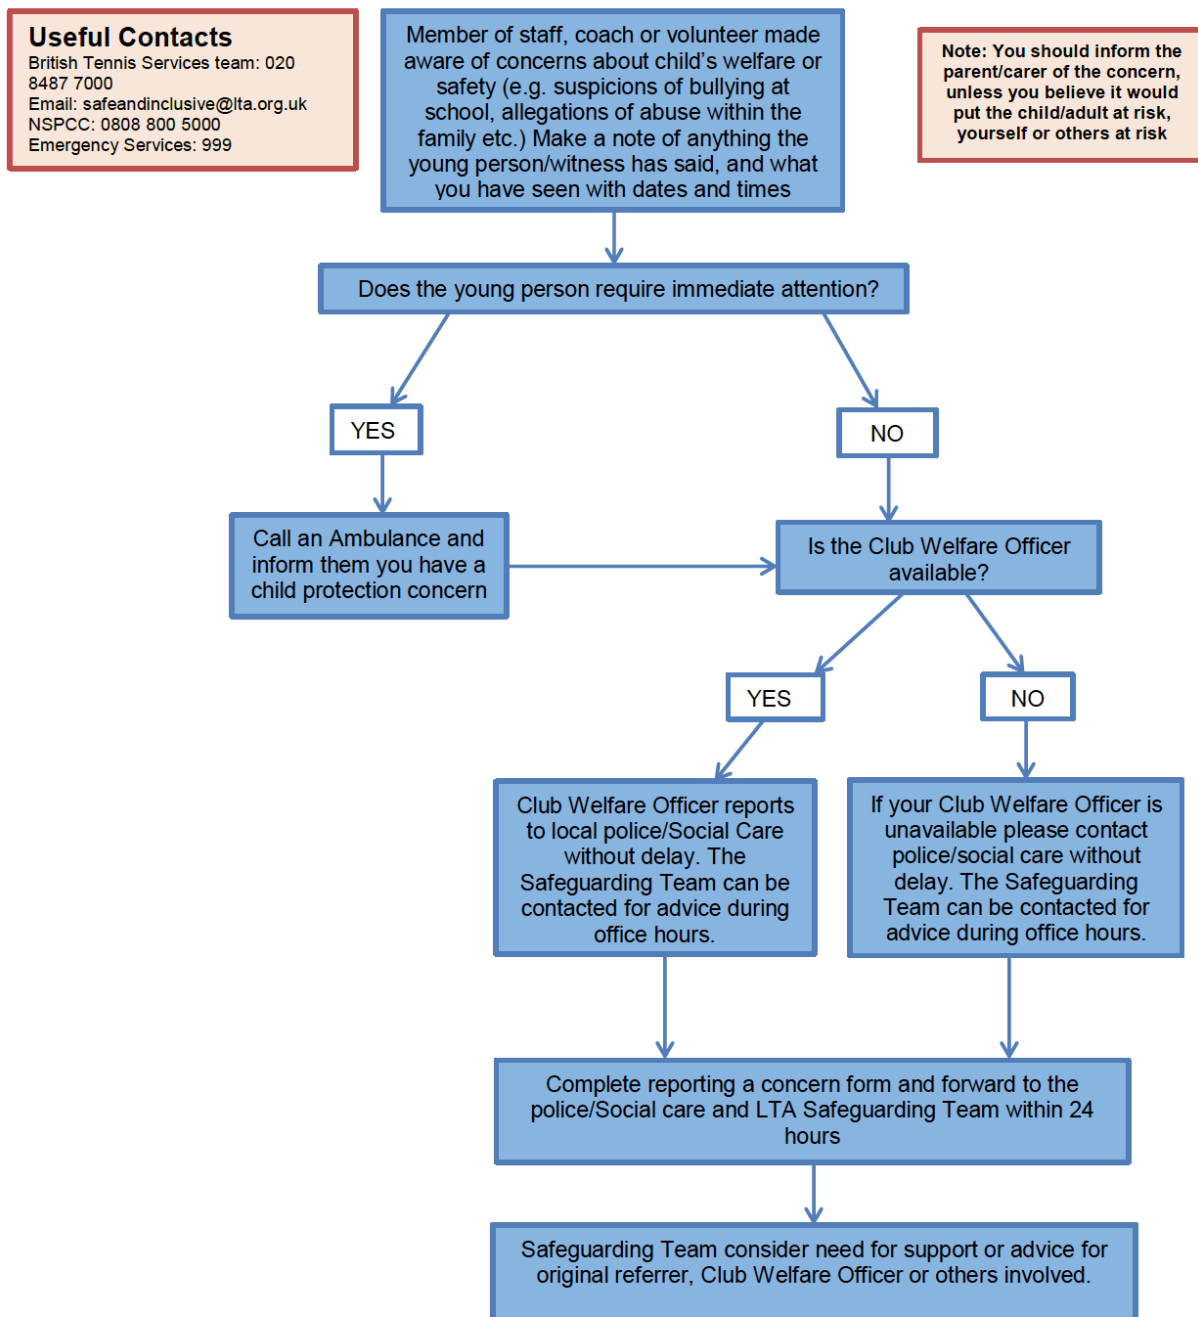 Useful Contacts
British Tennis Services team: 020
8487 7000
Email: safeandinclusive@lta.org.uk
NSPCC: 0808 800 5000
Emergency Services: 999
Member of staff, coach or volunteer made
aware of concerns about child's welfare or
safety (e.g. suspicions of bullying at
school, allegations of abuse within the
family etc.) Make a note of anything the
young person/witness has said, and what
you have seen with dates and times
Note: You should inform the
parent/carer of the concern,
unless you believe it would
put the child/adult at risk,
yourself or others at risk
Does the young person require immediate attention?
YES
NO
Call an Ambulance and
inform them you have a
child protection concern
Is the Club Welfare Officer
available?
YES
NO
Club Welfare Officer reports
to local police/Social Care
without delay. The
Safeguarding Team can be
contacted for advice during
office hours.
If your Club Welfare Officer is
unavailable please contact
police/social care without
delay. The Safeguarding
Team can be contacted for
advice during office hours.
Complete reporting a concern form and forward to the
police/Social care and LTA Safeguarding Team within 24
hours
Safeguarding Team consider need for support or advice for
original referrer, Club Welfare Officer or others involved.